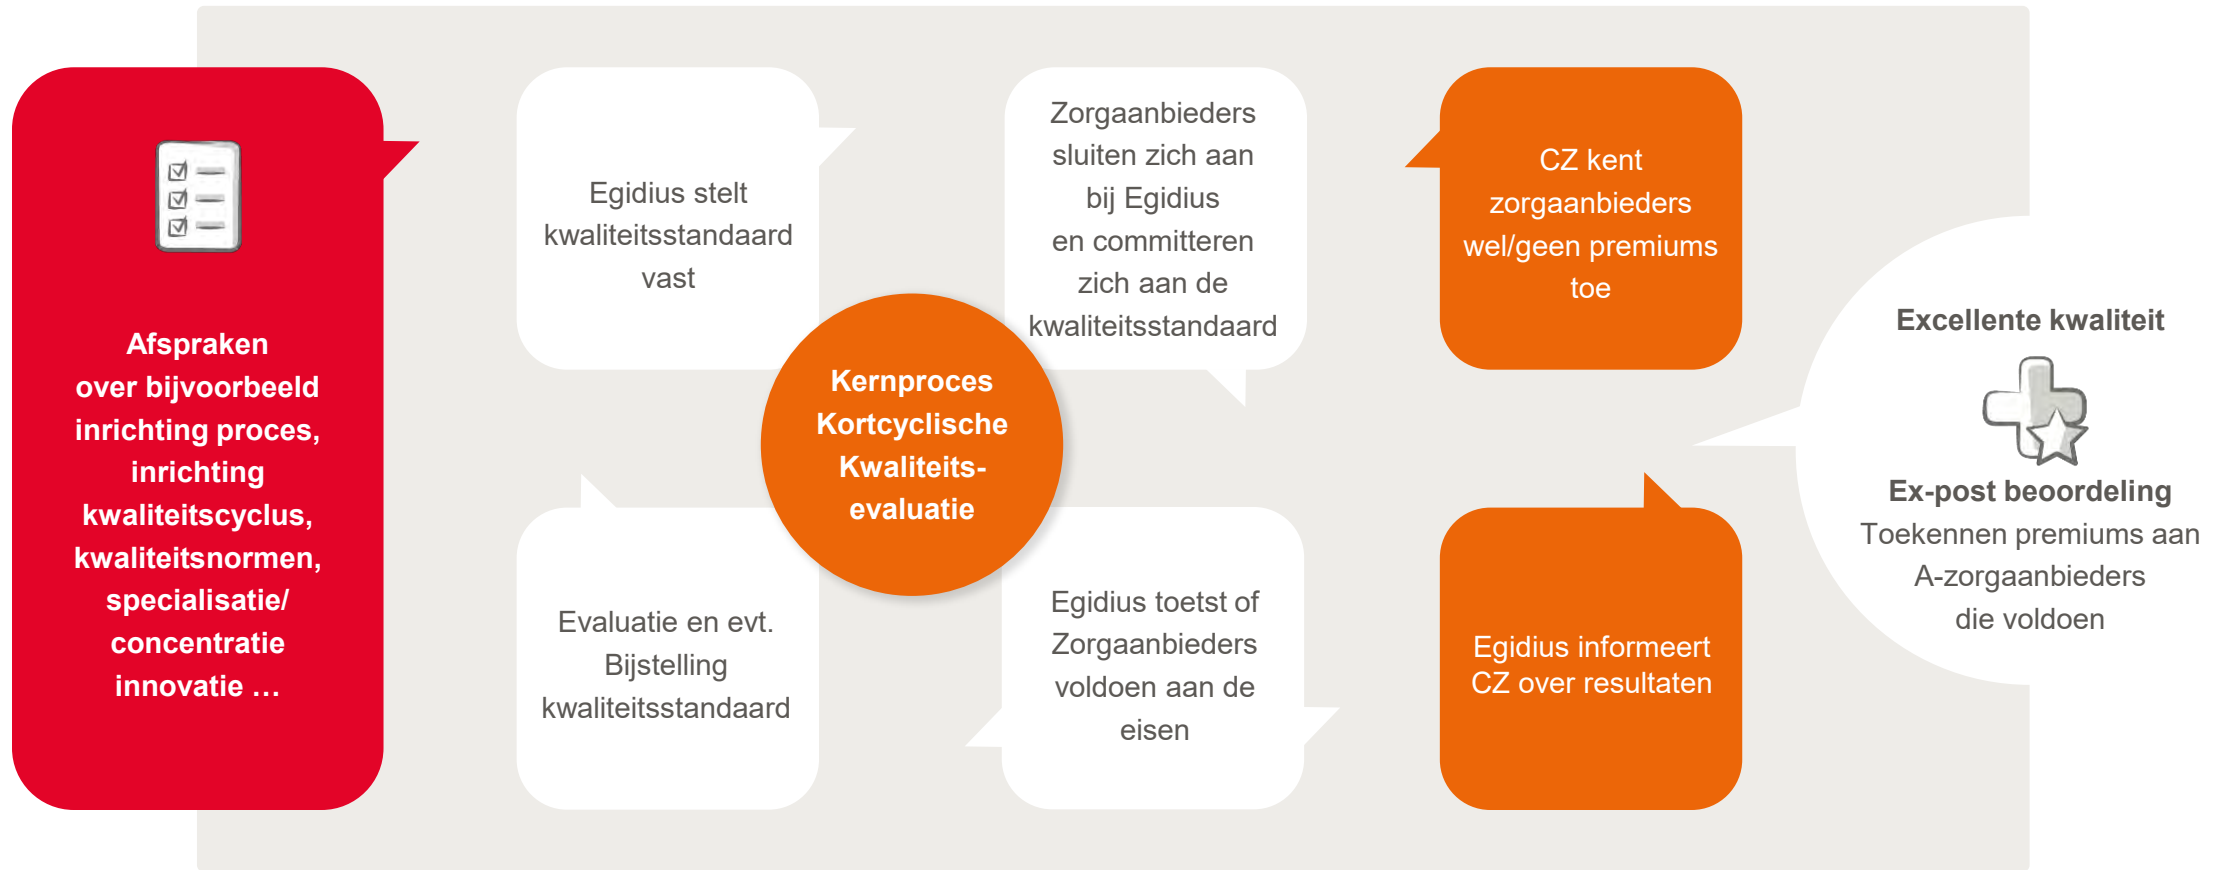 Afspraken
over bijvoorbeeld
inrichting proces,
inrichting
kwaliteitscyclus,
kwaliteitsnormen,
specialisatie/
concentratie
innovatie …
Egidius stelt
kwaliteitsstandaard
vast
Zorgaanbieders
sluiten zich aan
bij Egidius
en committeren
zich aan de
kwaliteitsstandaard
CZ kent
zorgaanbieders
wel/geen premiums
toe
Kernproces
Kortcyclische
Kwaliteits-
evaluatie
Evaluatie en evt.
Bijstelling
kwaliteitsstandaard
Egidius toetst of
Zorgaanbieders
voldoen aan de
eisen
Egidius informeert
CZ over resultaten
Excellente kwaliteit
Ex-post beoordeling
Toekennen premiums aan
A-zorgaanbieders
die voldoen